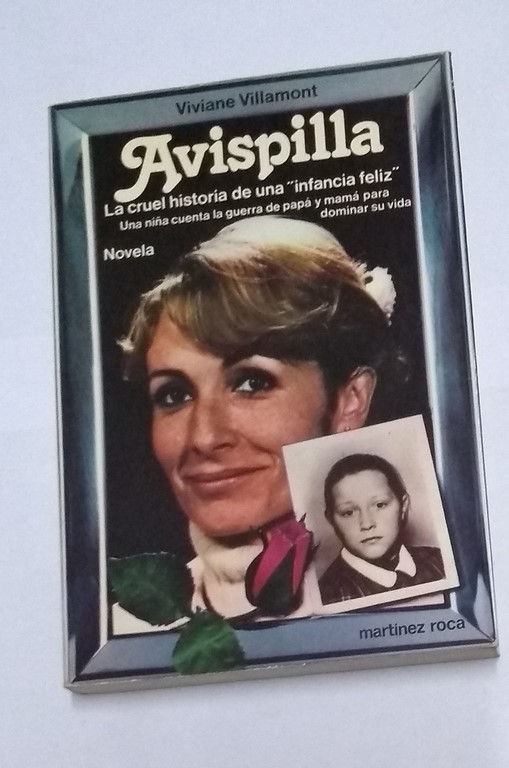 Viviane Villamont
Avispilla
La cruel historia de una "infancia feliz"
Una niña cuenta la guerra de papá y mamá para
dominar su vida
Novela
martínez roca